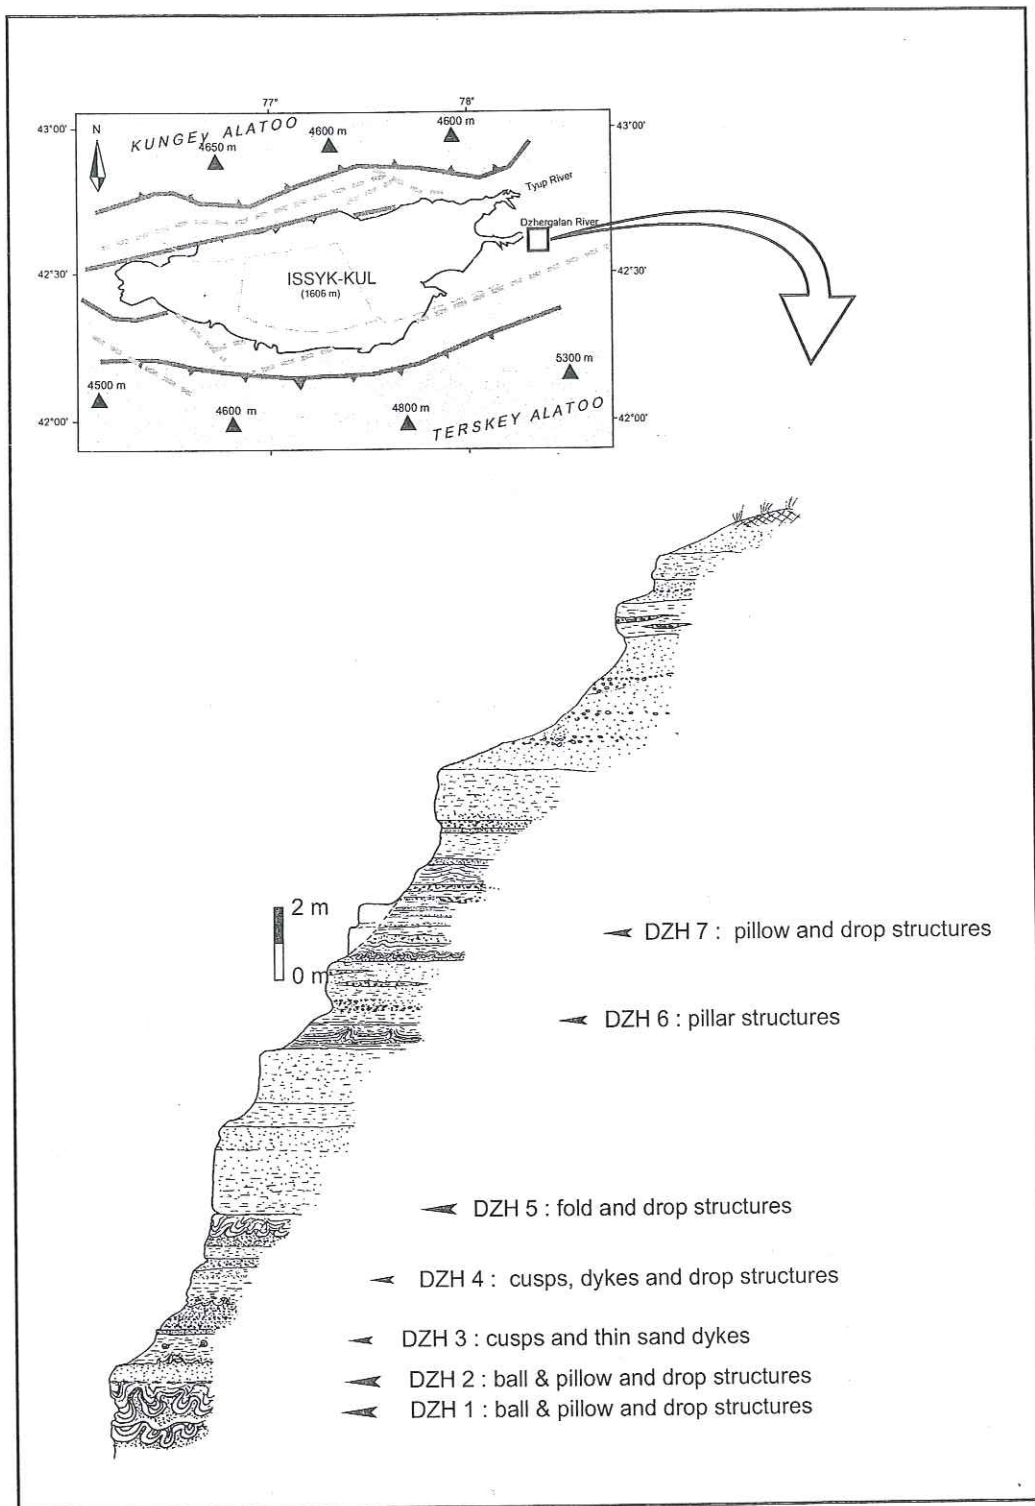 77°
78°
43°00'
43°00'
N
KUNGEY ALATOO
4650 m
4600 m
4600 m
Tyup River
Dzhergalan River
42°30'
42°30'
ISSYK-KUL
(1606 m)
5300 m
4500 m
4600 m
4800 m
TERSKEY ALATOO
42°00'
42°00'
2 m
0 m
DZH 7 : pillow and drop structures
DZH 6 : pillar structures
DZH 5 : fold and drop structures
DZH 4 : cusps, dykes and drop structures
DZH 3 : cusps and thin sand dykes
DZH 2 : ball & pillow and drop structures
DZH 1 : ball & pillow and drop structures